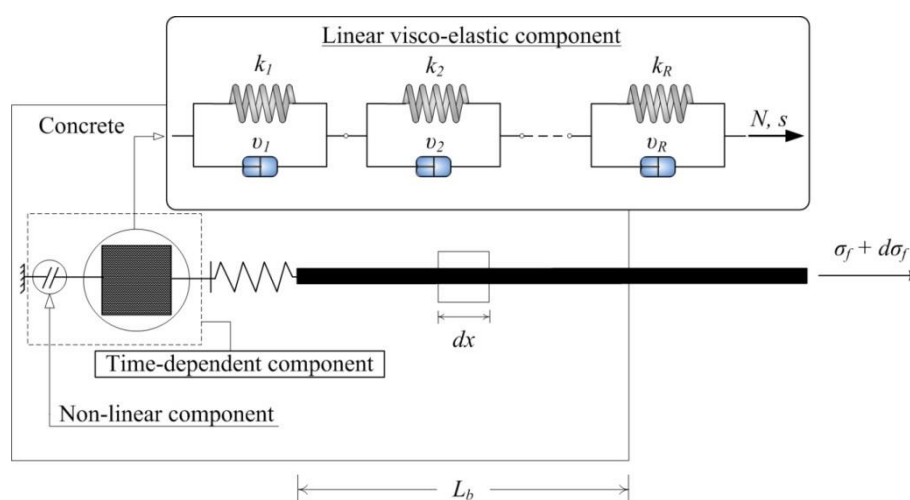 Linear visco-elastic component
k1 k2 kR
Concrete
υ1 υ2 υR
N, s
σf + dσf
dx
Time-dependent component
Non-linear component
Lb